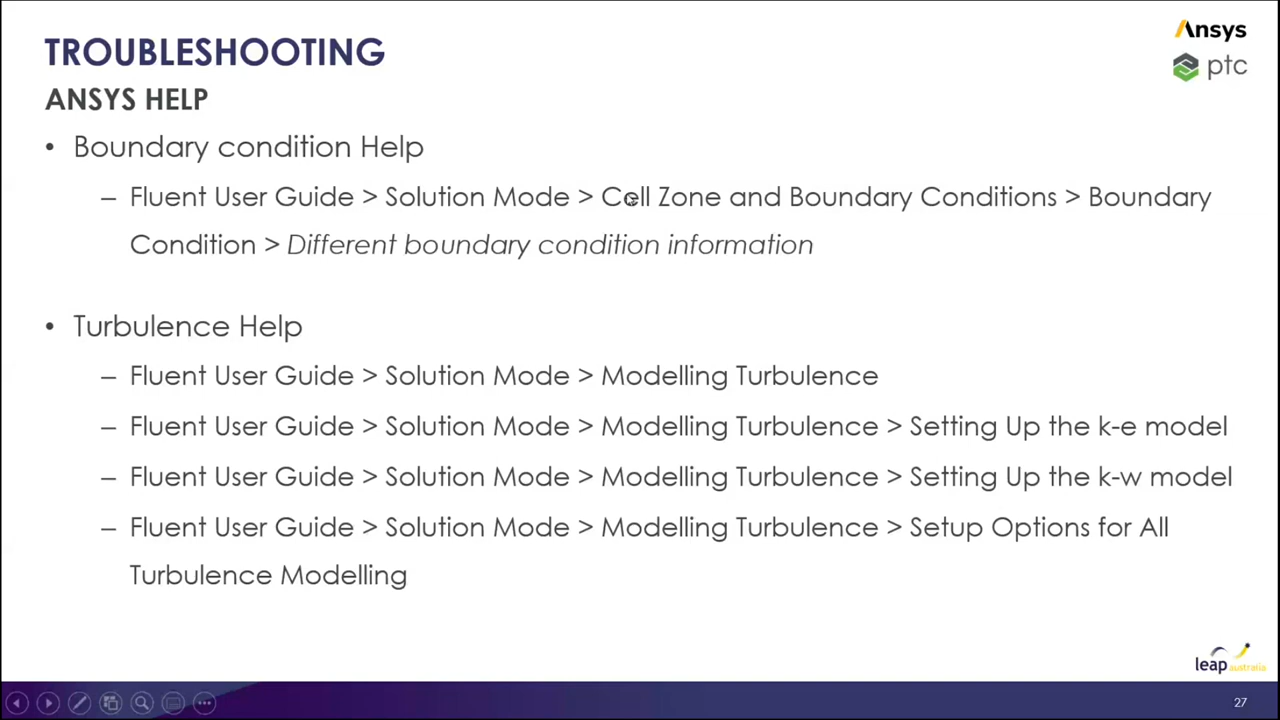 TROUBLESHOOTING
Ansys
ptc
ANSYS HELP
• Boundary condition Help
– Fluent User Guide > Solution Mode > Cell Zone and Boundary Conditions > Boundary
Condition > Different boundary condition information
• Turbulence Help
– Fluent User Guide > Solution Mode > Modelling Turbulence
– Fluent User Guide > Solution Mode > Modelling Turbulence > Setting Up the k-e model
– Fluent User Guide > Solution Mode > Modelling Turbulence > Setting Up the k-w model
– Fluent User Guide > Solution Mode > Modelling Turbulence > Setup Options for All
Turbulence Modelling
leap australia
27